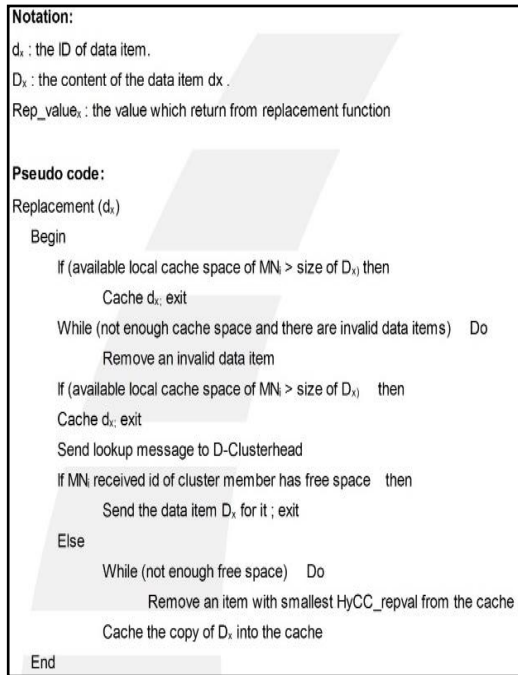 Notation:
dₓ : the ID of data item.
Dₓ : the content of the data item dx .
Rep_valueₓ : the value which return from replacement function
Pseudo code:
Replacement (dₓ)
Begin
If (available local cache space of MNᵢ > size of Dₓ) then
Cache dₓ; exit
While (not enough cache space and there are invalid data items) Do
Remove an invalid data item
If (available local cache space of MNᵢ > size of Dₓ) then
Cache dₓ; exit
Send lookup message to D-Clusterhead
If MNᵢ received id of cluster member has free space then
Send the data item Dₓ for it ; exit
Else
While (not enough free space) Do
Remove an item with smallest HyCC_repval from the cache
Cache the copy of Dₓ into the cache
End